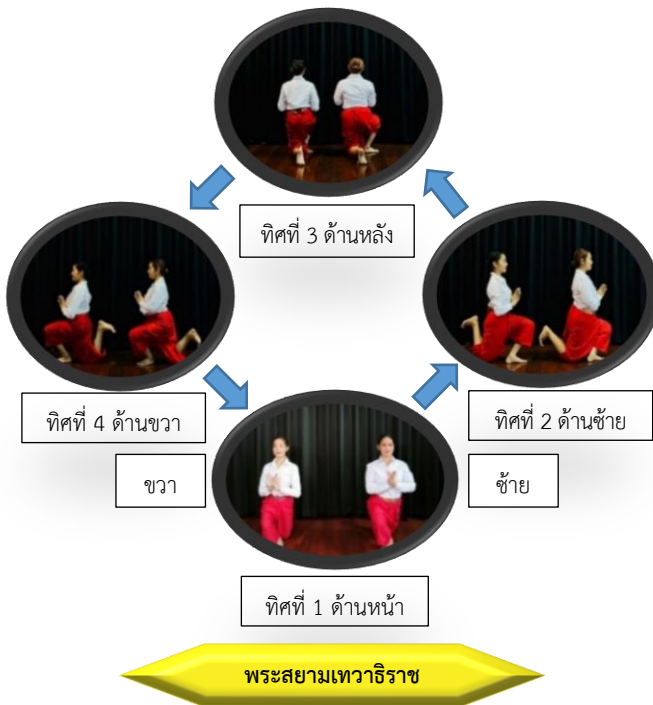 ทิศที่ 3 ด้านหลัง
ทิศที่ 4 ด้านขวา
ทิศที่ 2 ด้านซ้าย
ขวา
ซ้าย
ทิศที่ 1 ด้านหน้า
พระสยามเทวาธิราช